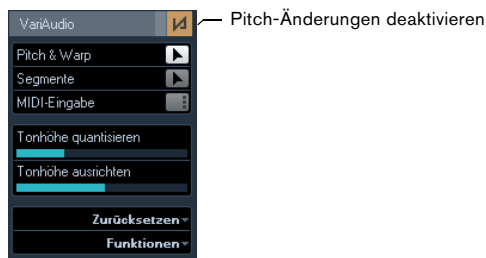 VariAudio
Pitch-Änderungen deaktivieren
Pitch & Warp
Segmente
MIDI-Eingabe
Tonhöhe quantisieren
Tonhöhe ausrichten
Zurücksetzen
Funktionen